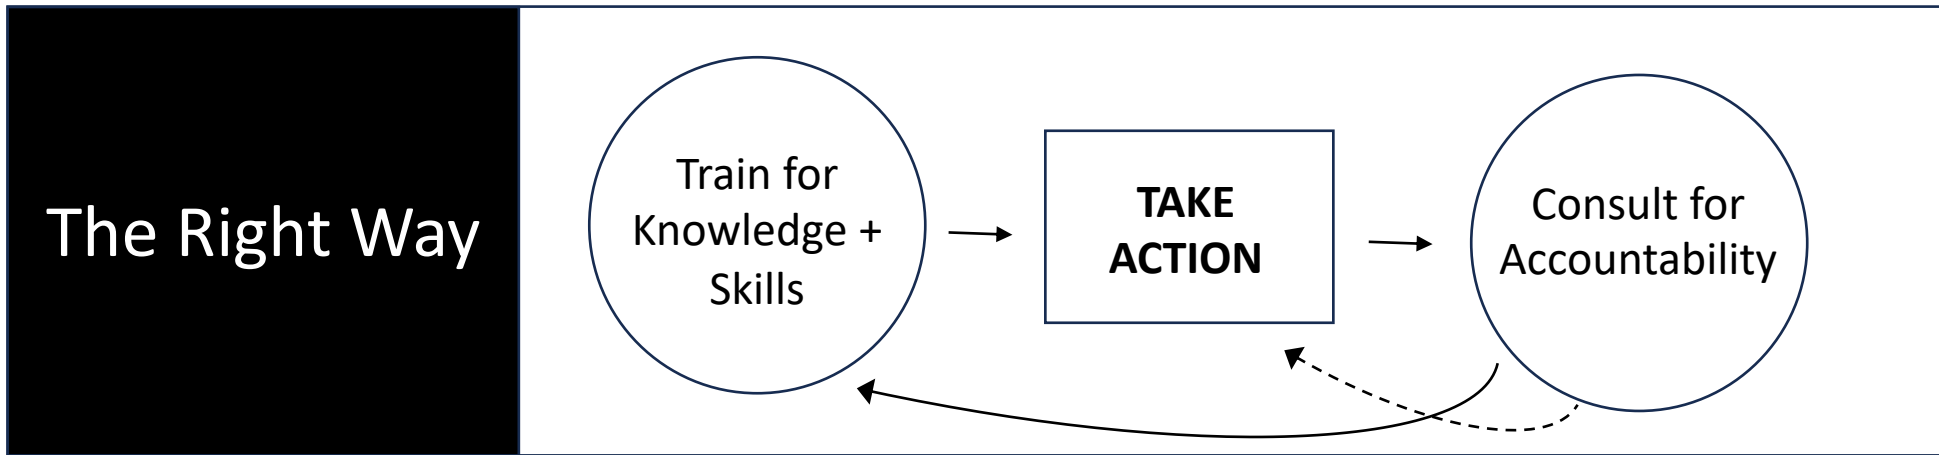 The Right Way
Train for
Knowledge +
Skills
TAKE
ACTION
Consult for
Accountability